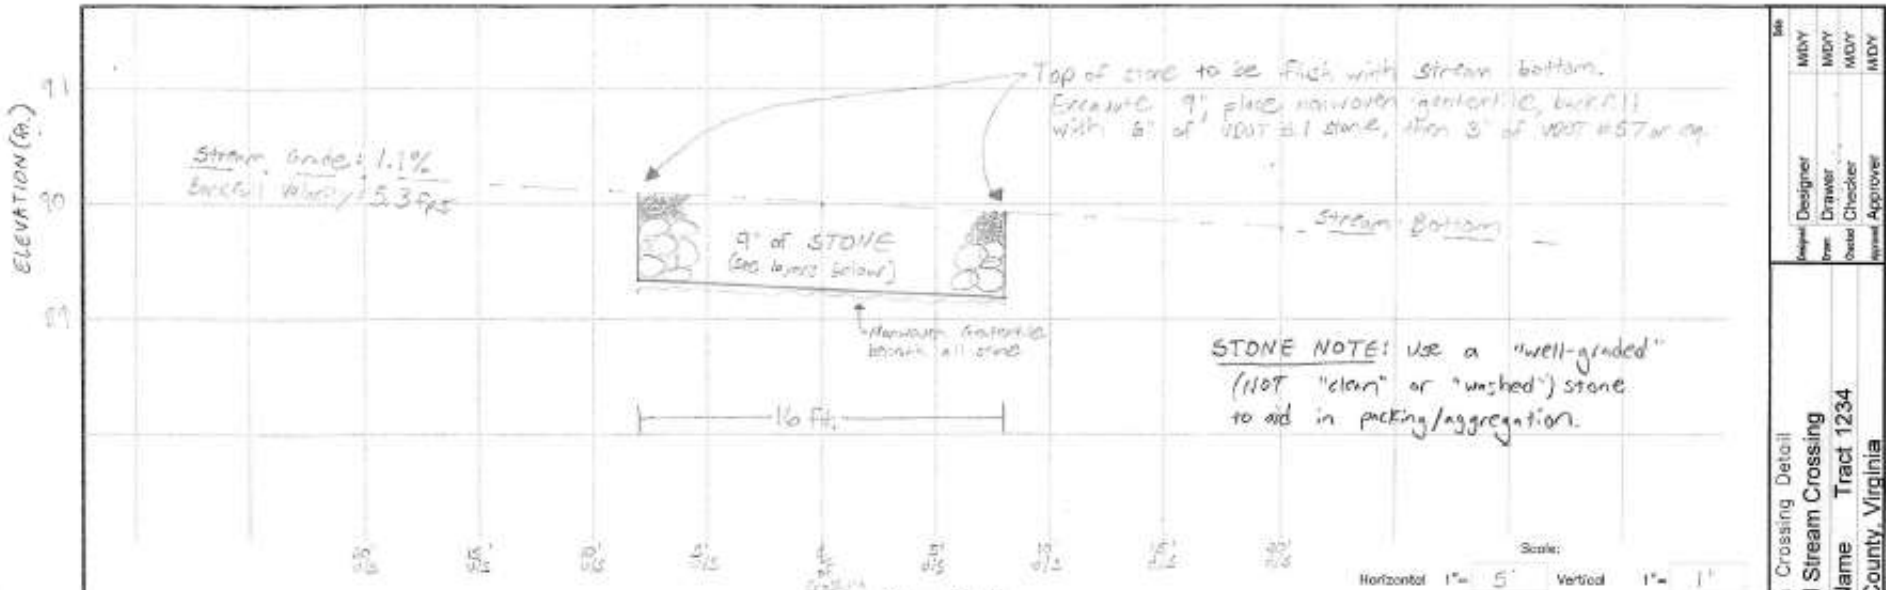 ELEVATION (ft.)
91
90
89
Stream Grade: 1.1%
Bankfull Velocity: 5.3 fps
Top of stone to be flush with stream bottom.
Excavate 9", place nonwoven geotextile, backfill
with 6" of VDOT #1 stone, then 3" of VDOT #57 or eq.
9" of STONE
(see layers below)
Stream Bottom
Nonwoven Geotextile
beneath all stone
STONE NOTE: Use a "well-graded"
(NOT "clean" or "washed") stone
to aid in packing/aggregation.
16 ft.
Scale:
Horizontal 1"= 5' Vertical 1"= 1'
Date
Designed Designer M/D/Y
Drawn Drawer M/D/Y
Checked Checker M/D/Y
Approved Approver M/D/Y
Crossing Detail
Stream Crossing
Tract 1234
County, Virginia